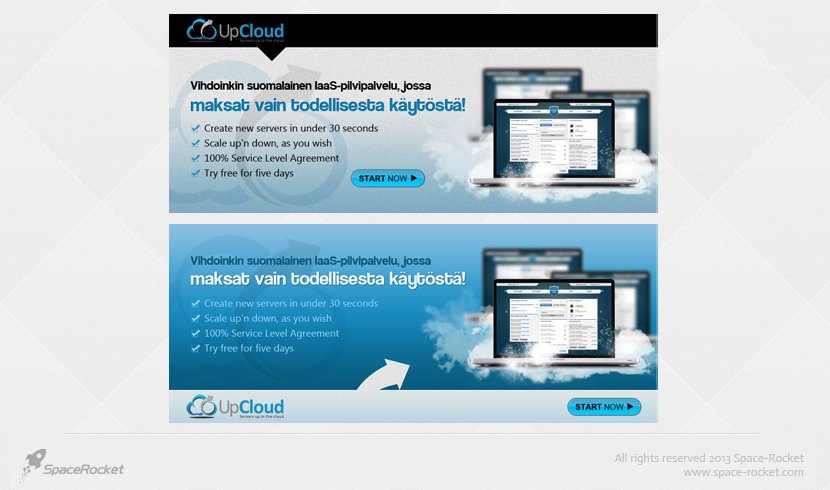 UpCloud
Servers up in the cloud
Vihdoinkin suomalainen IaaS-pilvipalvelu, jossa
maksat vain todellisesta käytöstä!
Create new servers in under 30 seconds
Scale up'n down, as you wish
100% Service Level Agreement
Try free for five days
START NOW
Vihdoinkin suomalainen IaaS-pilvipalvelu, jossa
maksat vain todellisesta käytöstä!
Create new servers in under 30 seconds
Scale up'n down, as you wish
100% Service Level Agreement
Try free for five days
UpCloud
Servers up in the cloud
START NOW
SpaceRocket
All rights reserved 2013 Space-Rocket
www.space-rocket.com